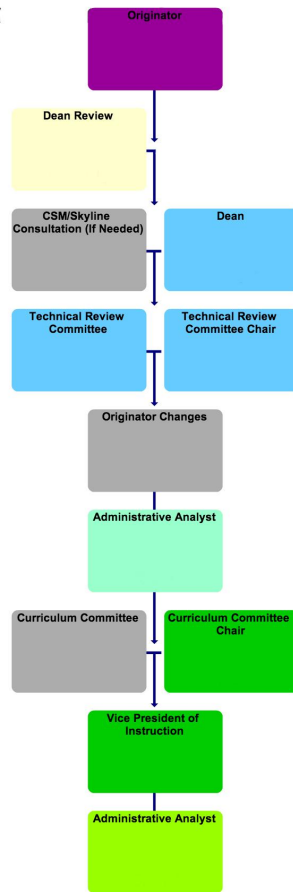 Originator
Dean Review
CSM/Skyline
Consultation (If Needed)
Dean
Technical Review
Committee
Technical Review
Committee Chair
Originator Changes
Administrative Analyst
Curriculum Committee
Curriculum Committee
Chair
Vice President of
Instruction
Administrative Analyst